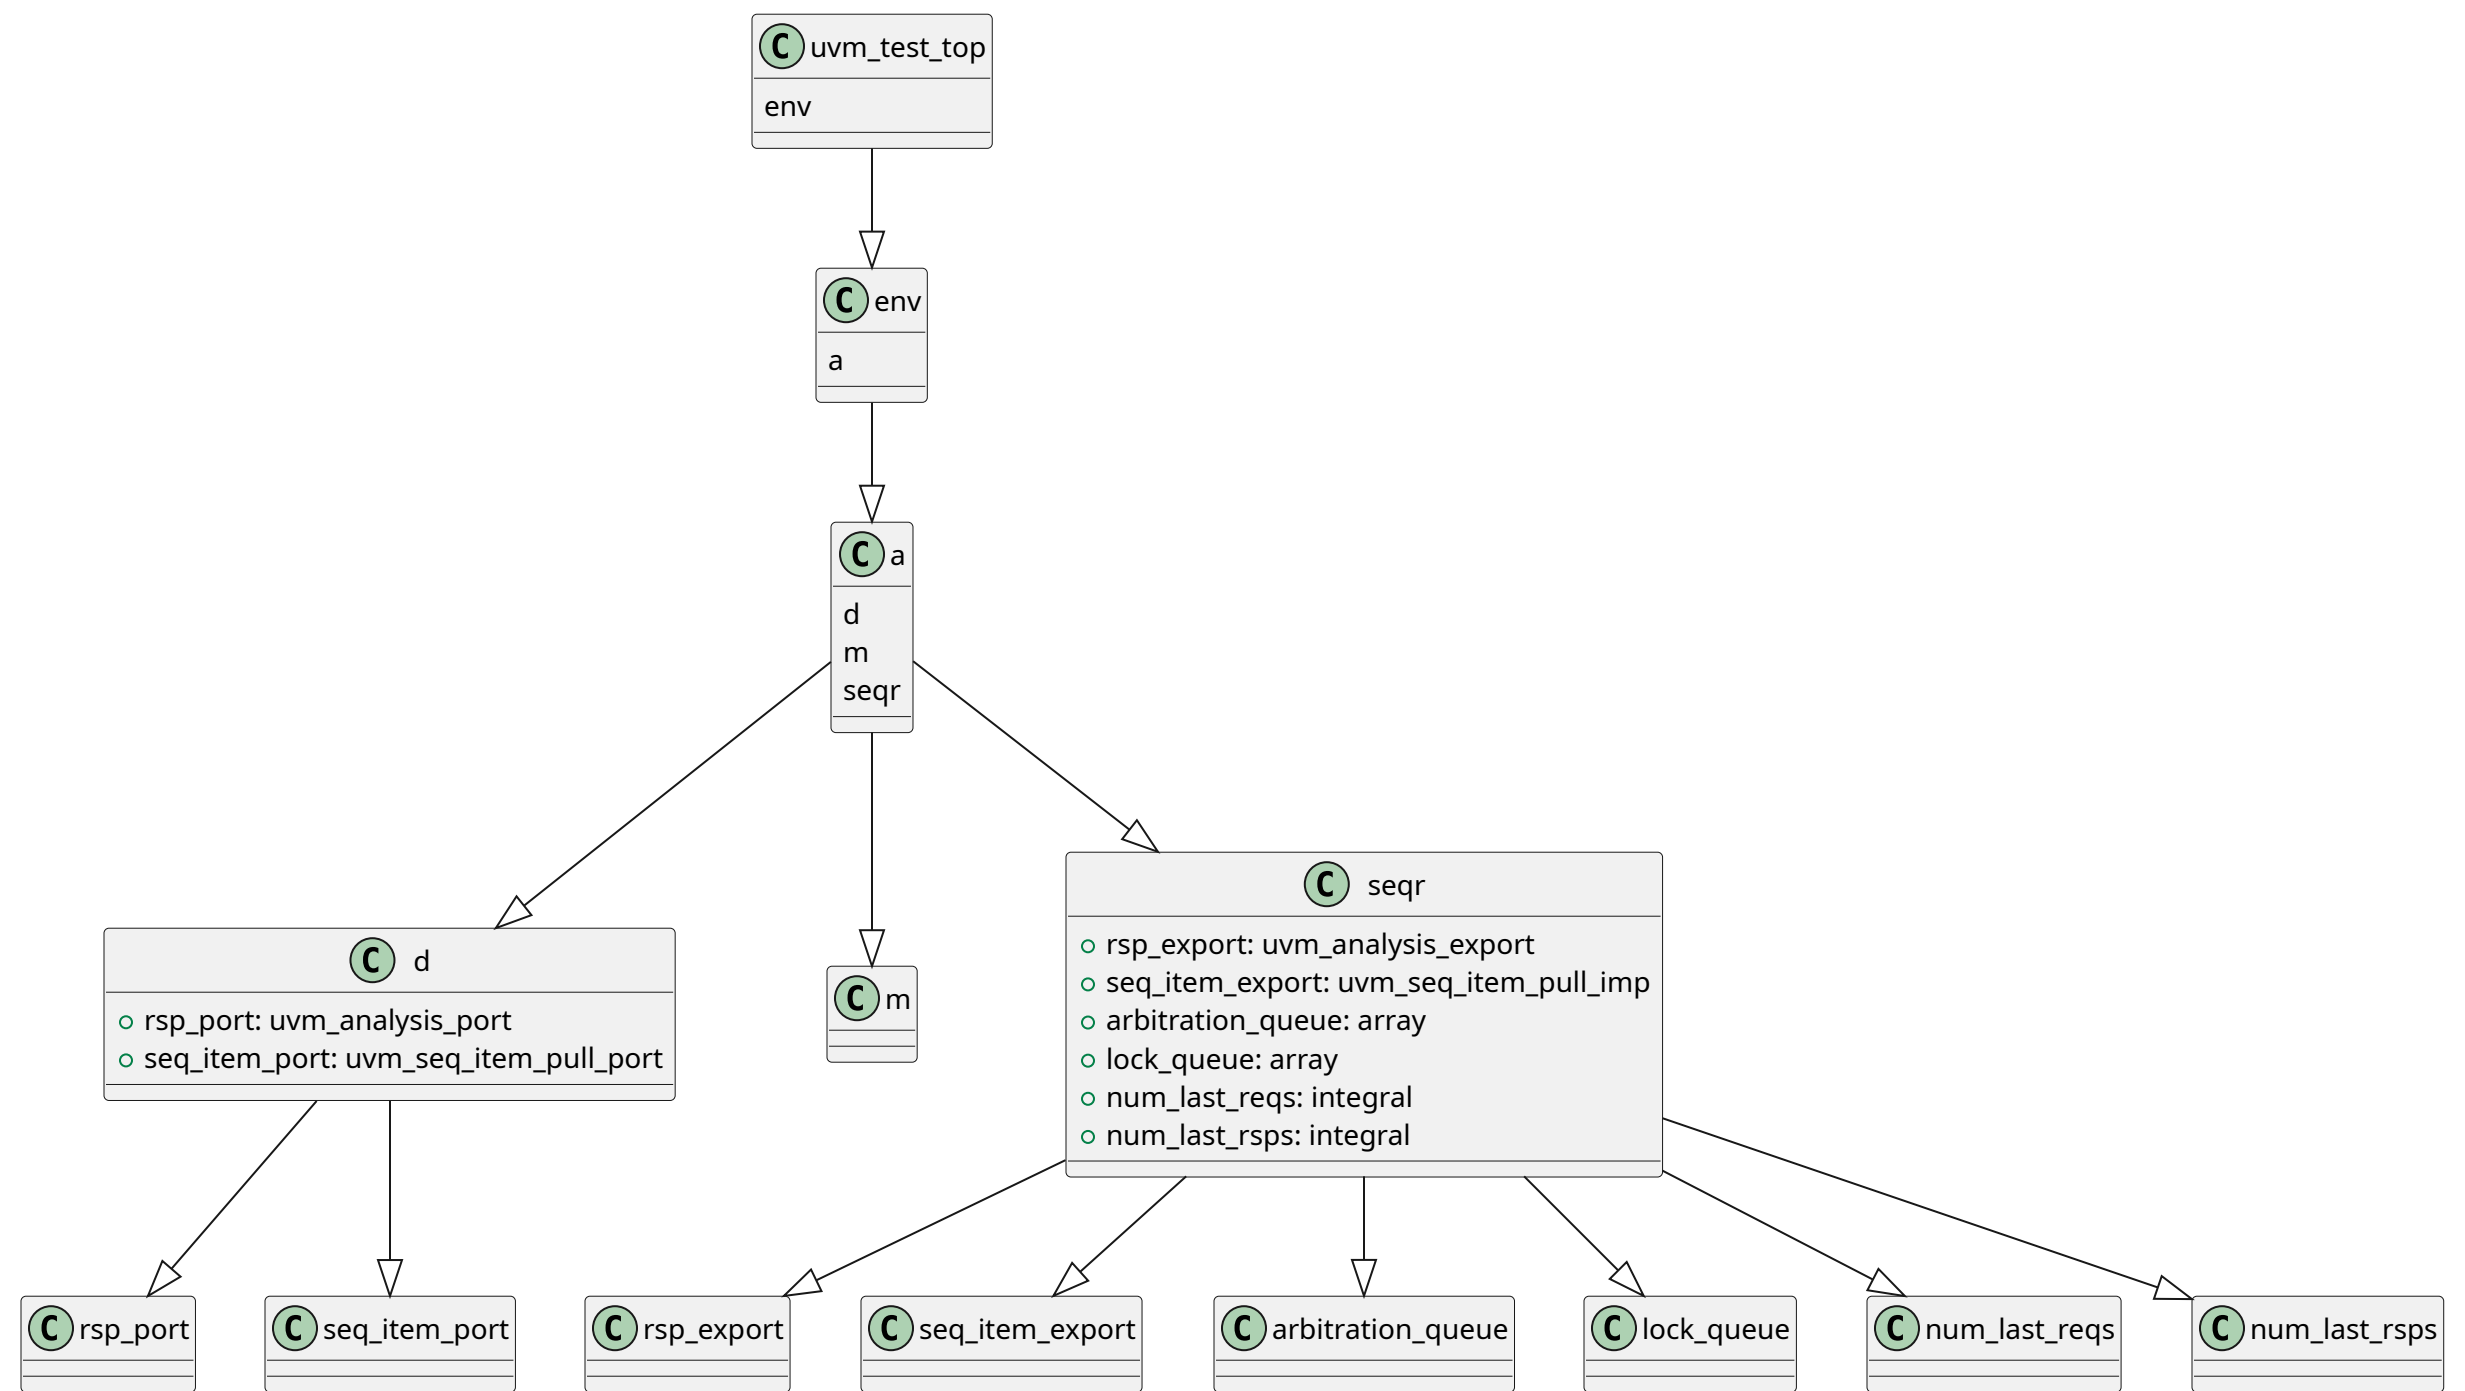 C uvm_test_top
env
C env
a
C a
d
m
seqr
C seqr
rsp_export: uvm_analysis_export
seq_item_export: uvm_seq_item_pull_imp
arbitration_queue: array
lock_queue: array
num_last_reqs: integral
num_last_rsps: integral
C d
rsp_port: uvm_analysis_port
seq_item_port: uvm_seq_item_pull_port
C m
C rsp_port
C seq_item_port
C rsp_export
C seq_item_export
C arbitration_queue
C lock_queue
C num_last_reqs
C num_last_rsps